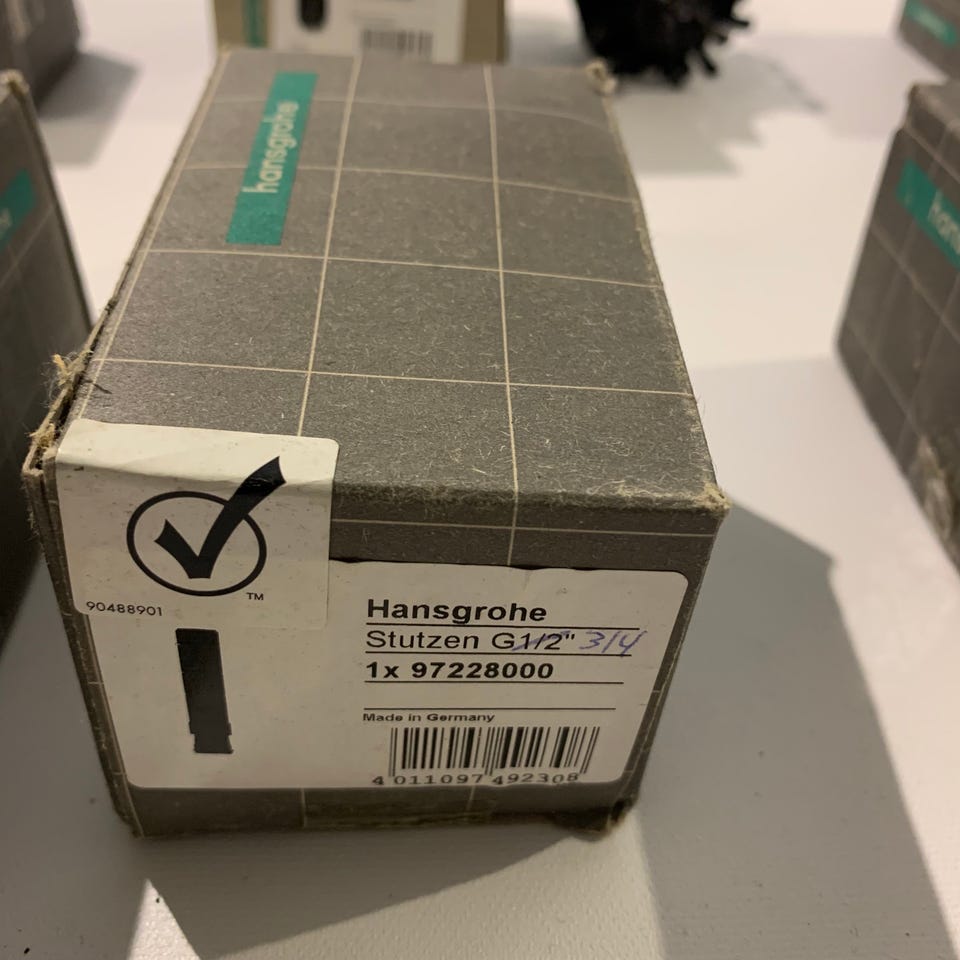 hansgrohe
TM
90488901
Hansgrohe
Stutzen G1/2" 3/4
1x 97228000
Made in Germany
4 011097 492308